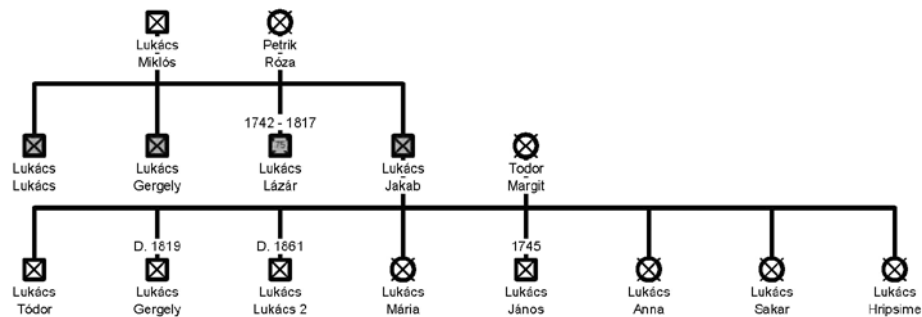 Lukács
Miklós
Petrik
Róza
1742 - 1817
75
Lukács
Lukács
Lukács
Gergely
Lukács
Lázár
Lukács
Jakab
Todor
Margit
D. 1819
D. 1861
1745
Lukács
Tódor
Lukács
Gergely
Lukács
Lukács 2
Lukács
Mária
Lukács
János
Lukács
Anna
Lukács
Sakar
Lukács
Hripsime